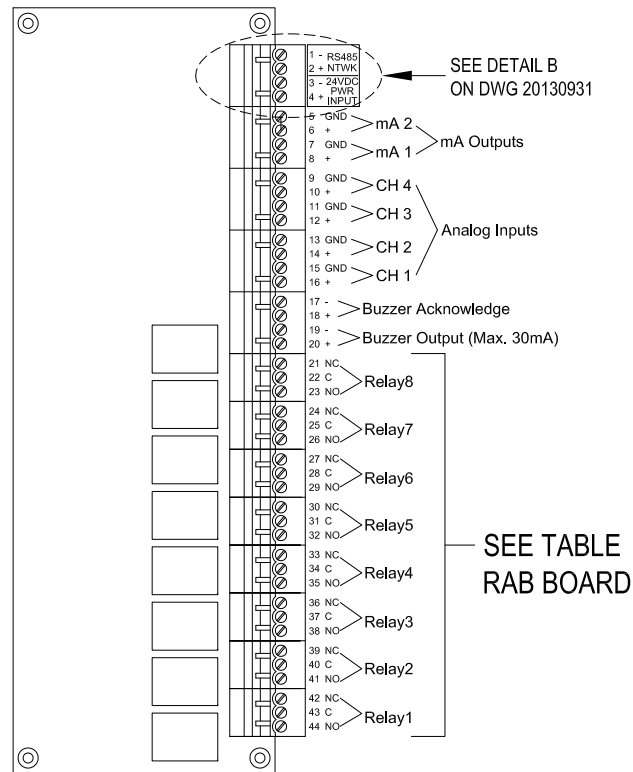 1 - RS485
2 + NTWK
3 - 24VDC
PWR
4 + INPUT
SEE DETAIL B
ON DWG 20130931
5 GND
6 +
mA 2
7 GND
8 +
mA 1
mA Outputs
9 GND
10 +
CH 4
11 GND
12 +
CH 3
13 GND
14 +
CH 2
15 GND
16 +
CH 1
Analog Inputs
17 -
18 +
Buzzer Acknowledge
19 -
20 +
Buzzer Output (Max. 30mA)
21 NC
22 C
23 NO
Relay8
24 NC
25 C
26 NO
Relay7
27 NC
28 C
29 NO
Relay6
30 NC
31 C
32 NO
Relay5
33 NC
34 C
35 NO
Relay4
36 NC
37 C
38 NO
Relay3
39 NC
40 C
41 NO
Relay2
42 NC
43 C
44 NO
Relay1
SEE TABLE
RAB BOARD